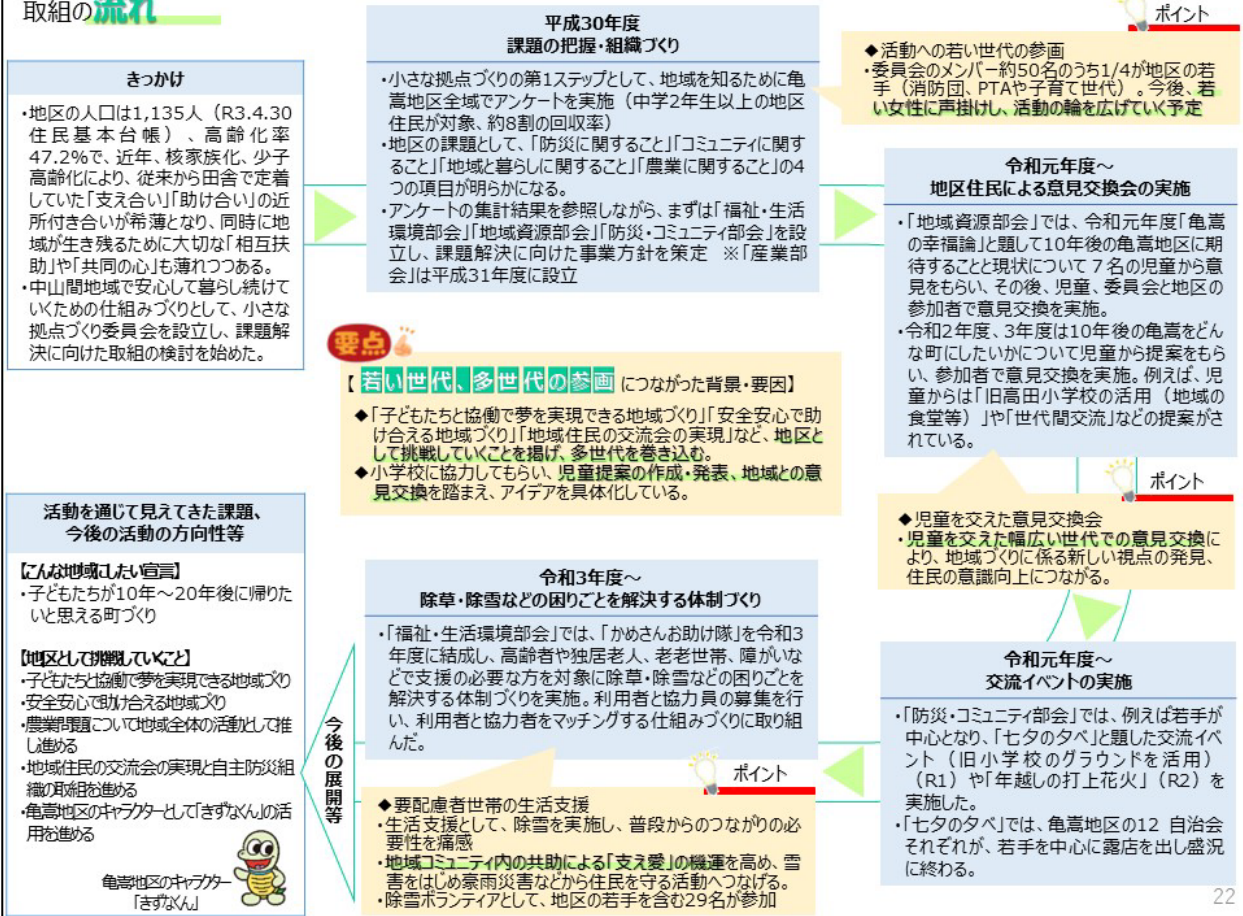 取組の流れ
きっかけ
・地区の人口は1,135人（R3.4.30
住民基本台帳）、高齢化率
47.2%で、近年、核家族化、少子
高齢化により、従来から田舎で定着
していた「支え合い」「助け合い」の近
所付き合いが希薄となり、同時に地
域が生き残るために大切な「相互扶
助」や「共同の心」も薄れつつある。
・中山間地域で安心して暮らし続けて
いくための仕組みづくりとして、小さな
拠点づくり委員会を設立し、課題解
決に向けた取組の検討を始めた。
平成30年度
課題の把握・組織づくり
・小さな拠点づくりの第1ステップとして、地域を知るために亀
嵩地区全域でアンケートを実施（中学2年生以上の地区
住民が対象、約8割の回収率）
・地区の課題として、「防災に関すること」「コミュニティに関す
ること」「地域と暮らしに関すること」「農業に関すること」の4
つの項目が明らかになる。
・アンケートの集計結果を参照しながら、まずは「福祉・生活
環境部会」「地域資源部会」「防災・コミュニティ部会」を設
立し、課題解決に向けた事業方針を策定　※「産業部
会」は平成31年度に設立
ポイント
◆活動への若い世代の参画
・委員会のメンバー約50名のうち1/4が地区の若
手（消防団、PTAや子育て世代）。今後、若
い女性に声掛けし、活動の輪を広げていく予定
令和元年度～
地区住民による意見交換会の実施
・「地域資源部会」では、令和元年度「亀嵩
の幸福論」と題して10年後の亀嵩地区に期
待することと現状について７名の児童から意
見をもらい、その後、児童、委員会と地区の
参加者で意見交換を実施。
・令和2年度、3年度は10年後の亀嵩をどん
な町にしたいかについて児童から提案をもら
い、参加者で意見交換を実施。例えば、児
童からは「旧高田小学校の活用（地域の
食堂等）」や「世代間交流」などの提案がさ
れている。
要点
【若い世代、多世代の参画につながった背景・要因】
◆「子どもたちと協働で夢を実現できる地域づくり」「安全安心で助
け合える地域づくり」「地域住民の交流会の実現」など、地区と
して挑戦していくことを掲げ、多世代を巻き込む。
◆小学校に協力してもらい、児童提案の作成・発表、地域との意
見交換を踏まえ、アイデアを具体化している。
ポイント
◆児童を交えた意見交換会
・児童を交えた幅広い世代での意見交換に
より、地域づくりに係る新しい視点の発見、
住民の意識向上につながる。
令和元年度～
交流イベントの実施
・「防災・コミュニティ部会」では、例えば若手が
中心となり、「七夕の夕べ」と題した交流イベ
ント（旧小学校のグラウンドを活用）
（R1）や「年越しの打上花火」（R2）を
実施した。
・「七夕の夕べ」では、亀嵩地区の12 自治会
それぞれが、若手を中心に露店を出し盛況
に終わる。
令和3年度～
除草・除雪などの困りごとを解決する体制づくり
・「福祉・生活環境部会」では、「かめさんお助け隊」を令和3
年度に結成し、高齢者や独居老人、老老世帯、障がいな
どで支援の必要な方を対象に除草・除雪などの困りごとを
解決する体制づくりを実施。利用者と協力員の募集を行
い、利用者と協力者をマッチングする仕組みづくりに取り組
んだ。
ポイント
◆要配慮者世帯の生活支援
・生活支援として、除雪を実施し、普段からのつながりの必
要性を痛感
・地域コミュニティ内の共助による「支え愛」の機運を高め、雪
害をはじめ豪雨災害などから住民を守る活動へつなげる。
・除雪ボランティアとして、地区の若手を含む29名が参加
今後の展開等
活動を通じて見えてきた課題、
今後の活動の方向性等
【こんな地域にしたい宣言】
・子どもたちが10年～20年後に帰りた
いと思える町づくり
【地区として挑戦していくこと】
・子どもたちと協働で夢を実現できる地域づくり
・安全安心で助け合える地域づくり
・農業問題について地域全体の活動として推
し進める
・地域住民の交流会の実現と自主防災組
織の取組を進める
・亀嵩地区のキャラクターとして「きずなくん」の活
用を進める
亀嵩地区のキャラクター
「きずなくん」
22